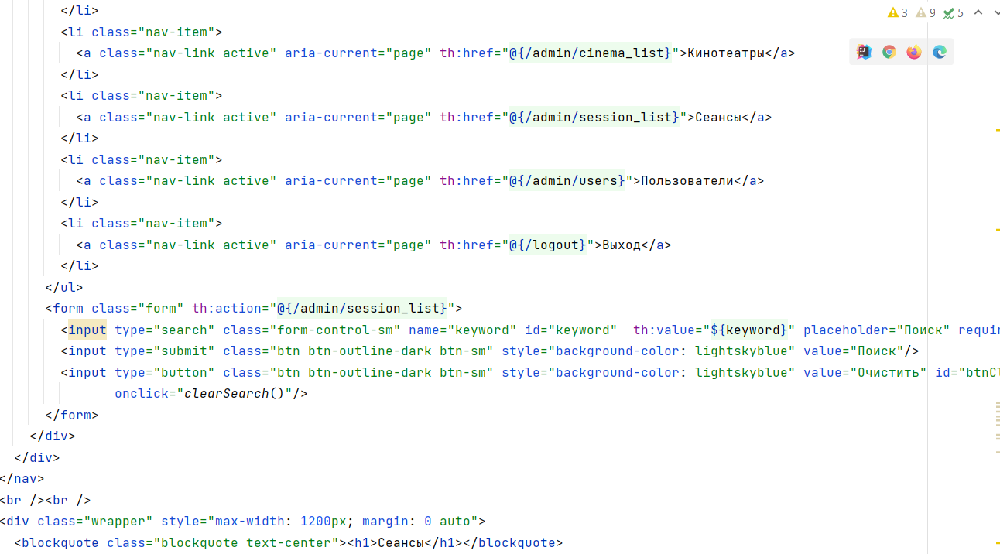 </li>
3 9 5
<li class="nav-item">
<a class="nav-link active" aria-current="page" th:href="@{/admin/cinema_list}">Кинотеатры</a>
</li>
<li class="nav-item">
<a class="nav-link active" aria-current="page" th:href="@{/admin/session_list}">Сеансы</a>
</li>
<li class="nav-item">
<a class="nav-link active" aria-current="page" th:href="@{/admin/users}">Пользователи</a>
</li>
<li class="nav-item">
<a class="nav-link active" aria-current="page" th:href="@{/logout}">Выход</a>
</li>
</ul>
<form class="form" th:action="@{/admin/session_list}">
<input type="search" class="form-control-sm" name="keyword" id="keyword"  th:value="${keyword}" placeholder="Поиск" requir
<input type="submit" class="btn btn-outline-dark btn-sm" style="background-color: lightskyblue" value="Поиск"/>
<input type="button" class="btn btn-outline-dark btn-sm" style="background-color: lightskyblue" value="Очистить" id="btnCl
onclick="clearSearch()"/>
</form>
</div>
</div>
</nav>
<br /><br />
<div class="wrapper" style="max-width: 1200px; margin: 0 auto">
<blockquote class="blockquote text-center"><h1>Сеансы</h1></blockquote>